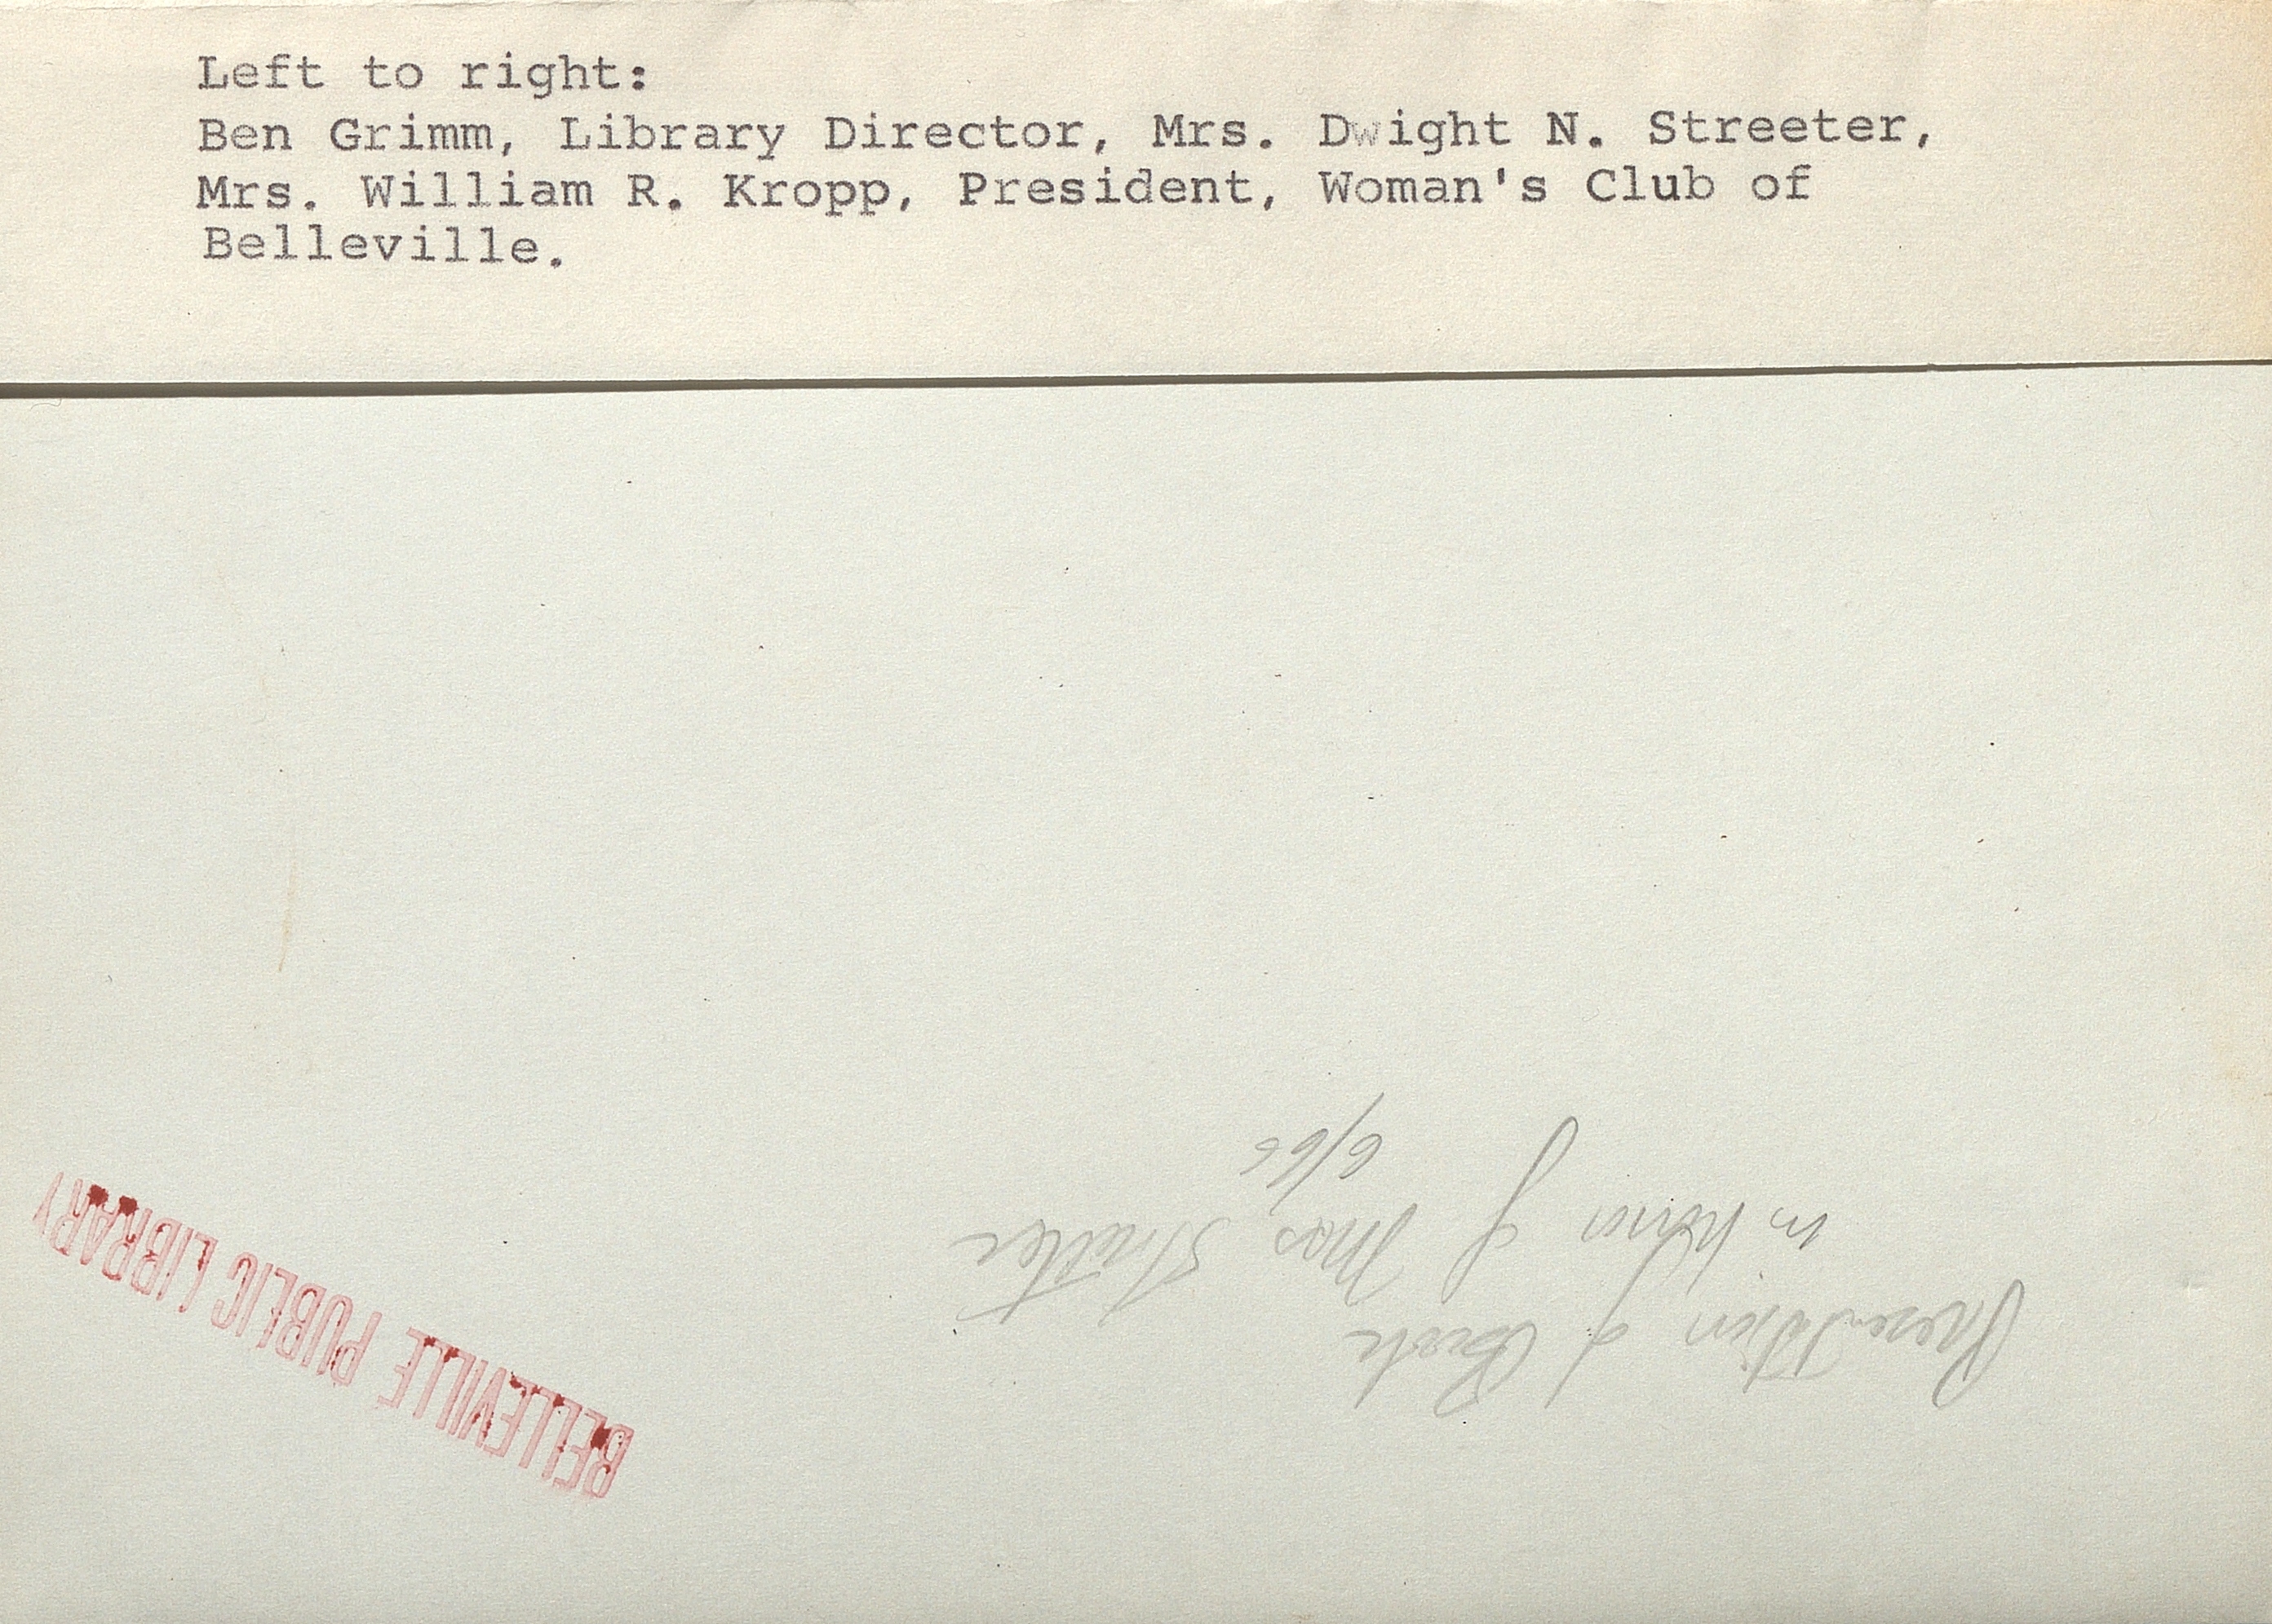 Left to right:
Ben Grimm, Library Director, Mrs. Dwight N. Streeter,
Mrs. William R. Kropp, President, Woman's Club of
Belleville.
Presentation of Book
in honor of Mrs Streeter
6/65
BELLEVILLE PUBLIC LIBRARY